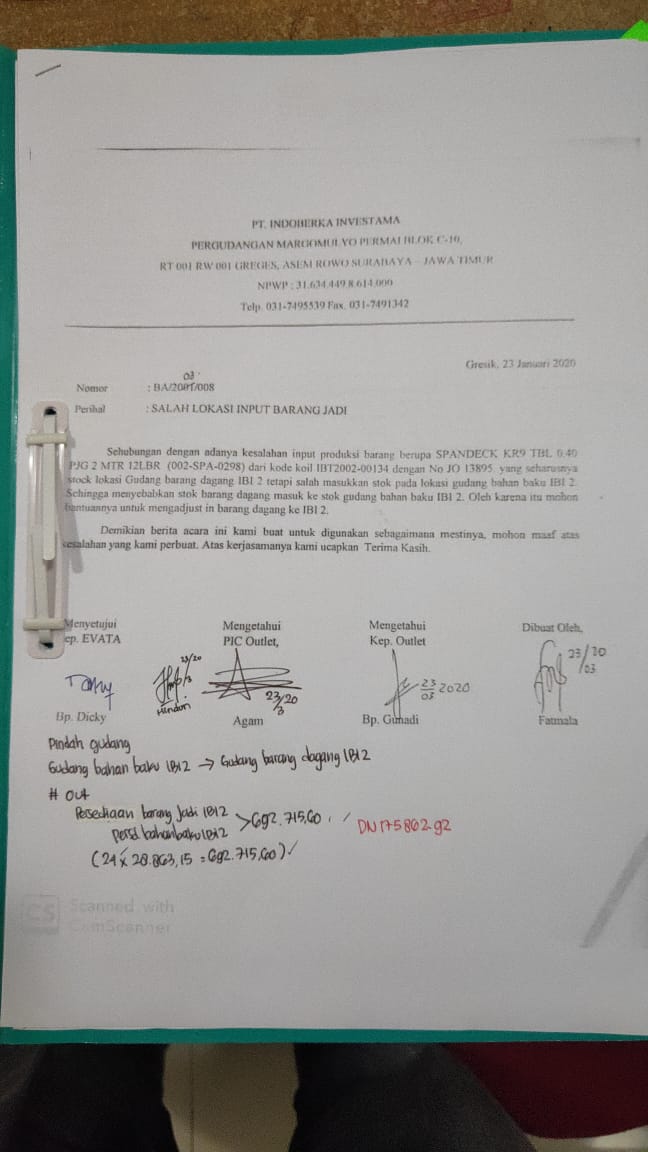 PT. INDOBERKA INVESTAMA
PERGUDANGAN MARGOMULYO PERMAI BLOK C-10,
RT 001 RW 001 GREGES, ASEM ROWO SURABAYA – JAWA TIMUR
NPWP : 31.634.449.8.614.000
Telp. 031-7495539 Fax. 031-7491342
Gresik, 23 Januari 2020
03
Nomor : BA/2001/008
Perihal : SALAH LOKASI INPUT BARANG JADI
Sehubungan dengan adanya kesalahan input produksi barang berupa SPANDECK KR9 TBL 0.40
PJG 2 MTR 12LBR (002-SPA-0298) dari kode koil IBT2002-00134 dengan No JO 13895. yang seharusnya
stock lokasi Gudang barang dagang IBI 2 tetapi salah masukkan stok pada lokasi gudang bahan baku IBI 2.
Sehingga menyebabkan stok barang dagang masuk ke stok gudang bahan baku IBI 2. Oleh karena itu mohon
bantuannya untuk mengadjust in barang dagang ke IBI 2.
Demikian berita acara ini kami buat untuk digunakan sebagaimana mestinya, mohon maaf atas
kesalahan yang kami perbuat. Atas kerjasamanya kami ucapkan Terima Kasih.
Menyetujui Mengetahui Mengetahui Dibuat Oleh,
ep. EVATA PIC Outlet, Kep. Outlet
23/20 3 23/20 3 23/03 2020 23/20 /03
Bp. Dicky Agam Bp. Gunadi Fatmala
Pindah gudang
Gudang bahan baku IBI2 → Gudang barang dagang IBI2
# Out
Persediaan barang Jadi IBI2
Persd bahan baku IBI2 > 692.715,60
DN 175862.92
(24 x 28.863,15 = 692.715,60) ✓
CS Scanned with
CamScanner